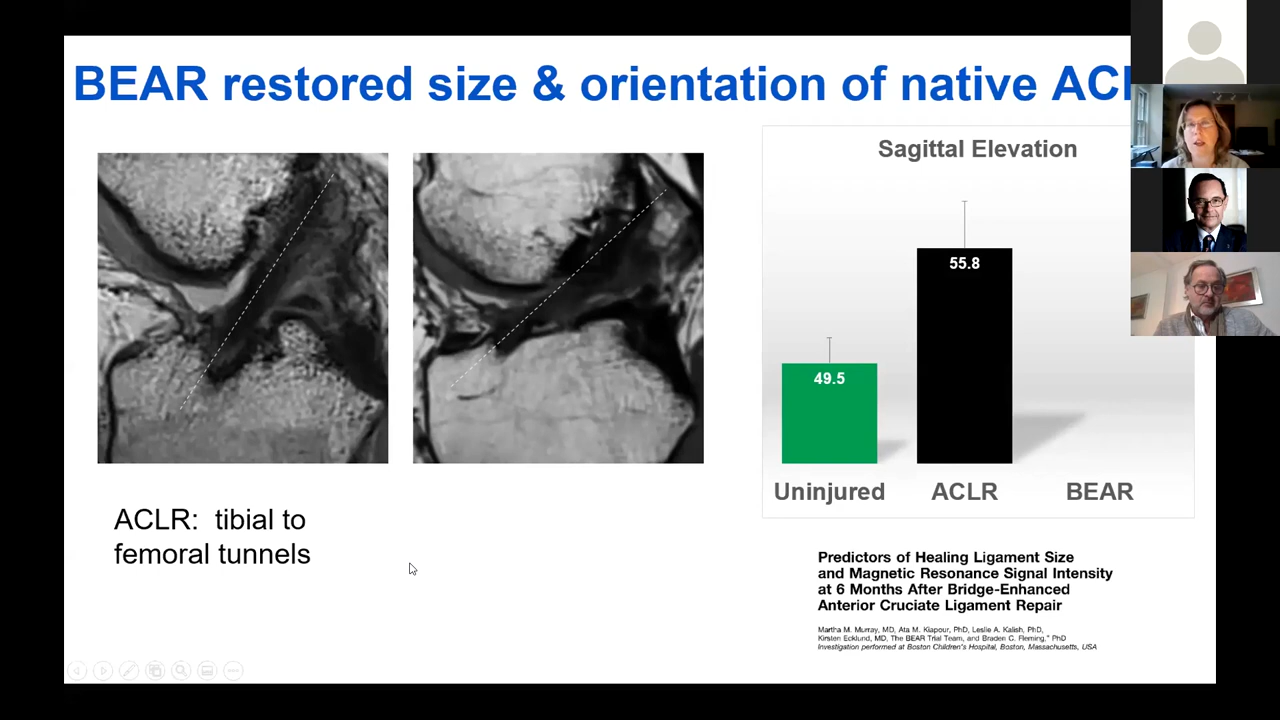 BEAR restored size & orientation of native ACL
Sagittal Elevation
55.8
49.5
Uninjured
ACLR
BEAR
ACLR: tibial to
femoral tunnels
Predictors of Healing Ligament Size
and Magnetic Resonance Signal Intensity
at 6 Months After Bridge-Enhanced
Anterior Cruciate Ligament Repair
Martha M. Murray, MD, Ata M. Kiapour, PhD, Leslie A. Kalish, PhD,
Kirsten Ecklund, MD, The BEAR Trial Team, and Braden C. Fleming,* PhD
Investigation performed at Boston Children's Hospital, Boston, Massachusetts, USA